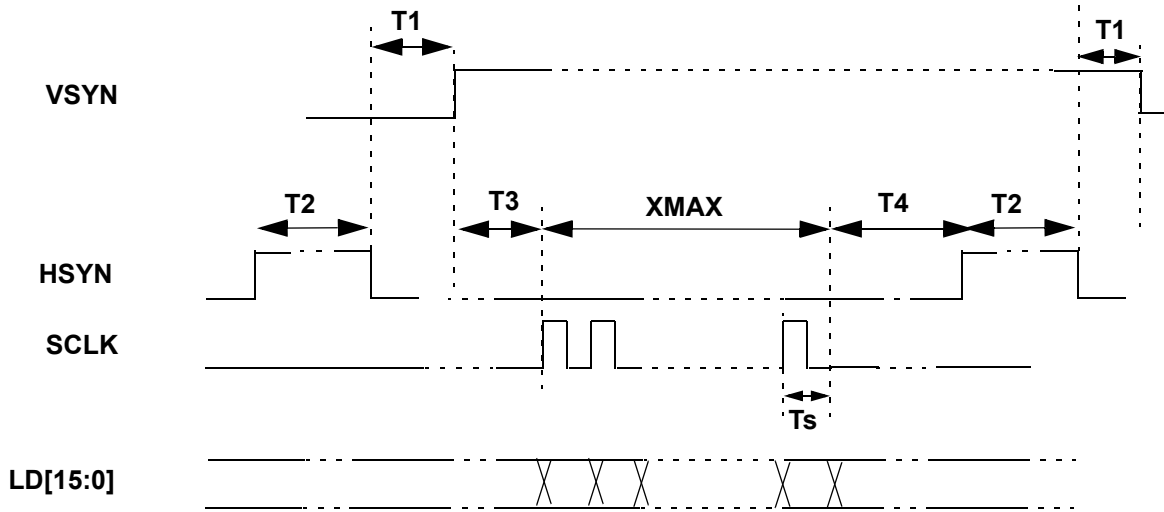 T1
T1
VSYN
T2
T3
XMAX
T4
T2
HSYN
SCLK
Ts
LD[15:0]